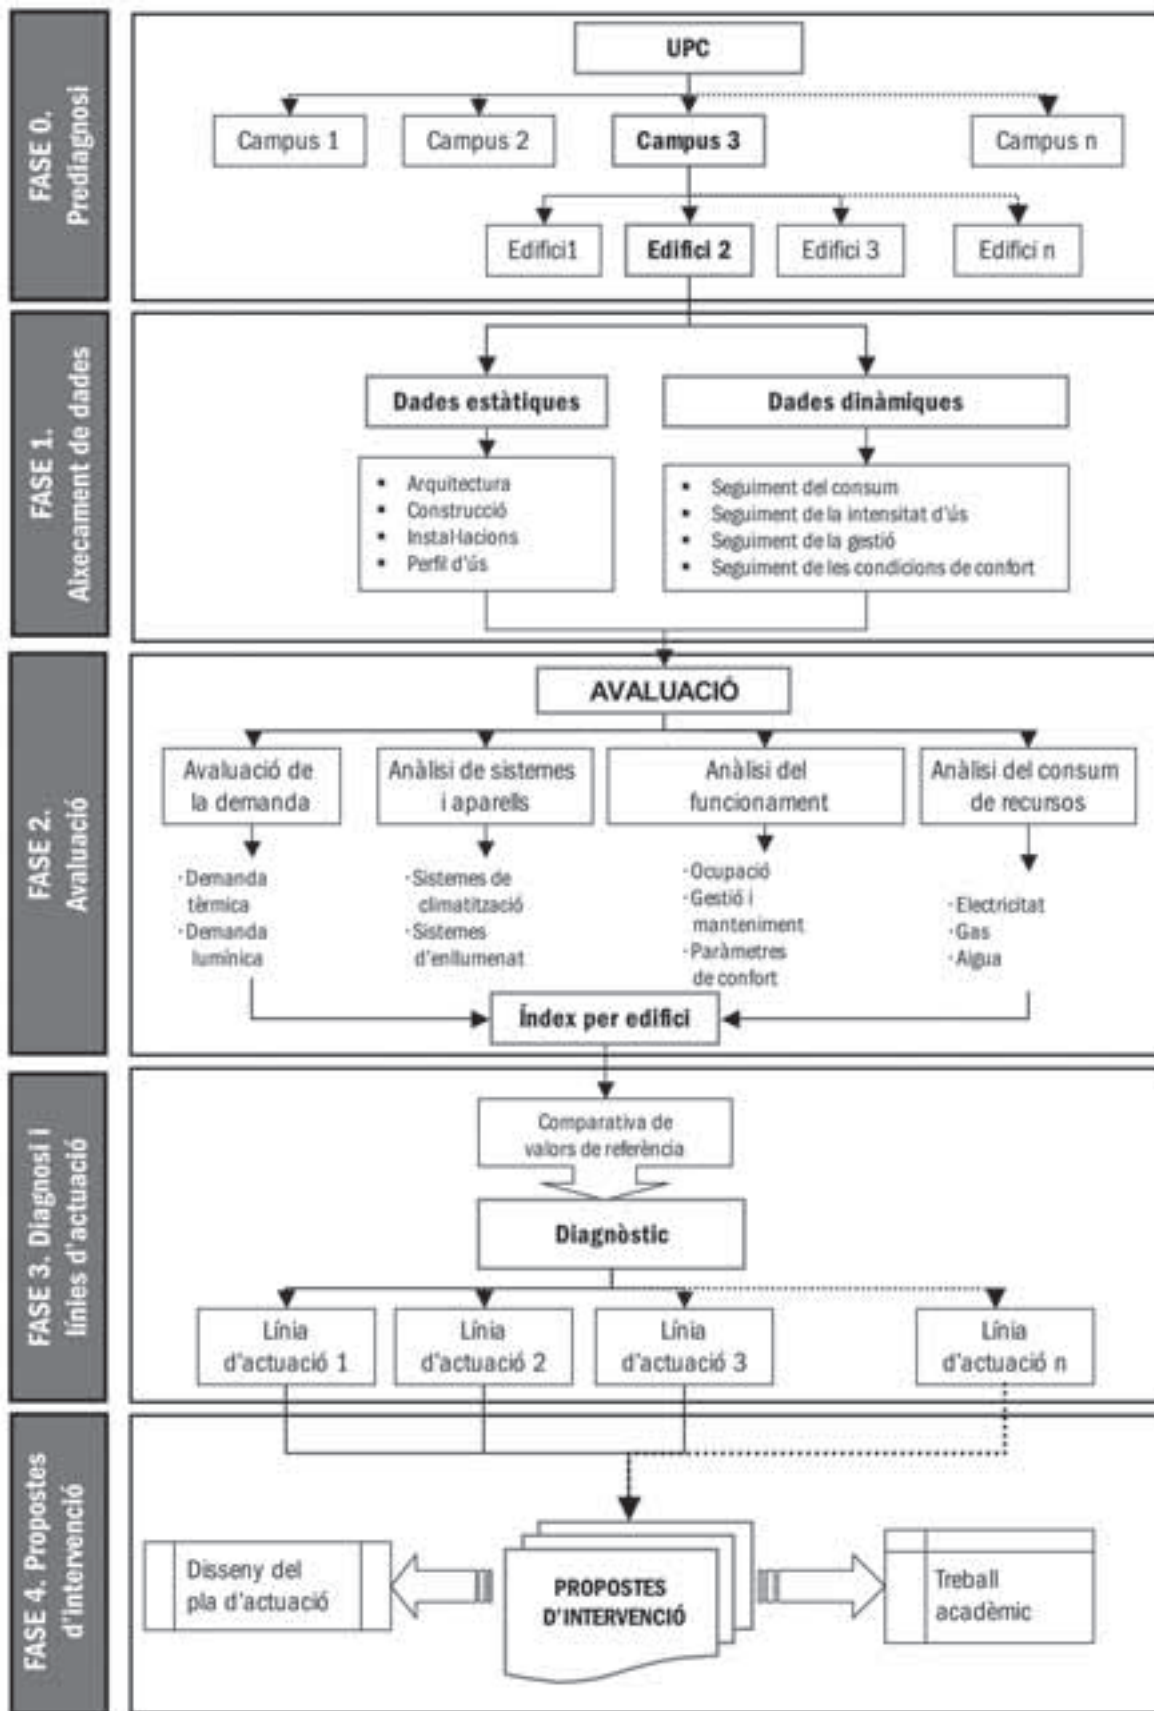 FASE 0.
Prediagnosi
UPC
Campus 1
Campus 2
Campus 3
Campus n
Edifici1
Edifici 2
Edifici 3
Edifici n
FASE 1.
Aixecament de dades
Dades estàtiques
▪ Arquitectura
▪ Construcció
▪ Instal·lacions
▪ Perfil d'ús
Dades dinàmiques
▪ Seguiment del consum
▪ Seguiment de la intensitat d'ús
▪ Seguiment de la gestió
▪ Seguiment de les condicions de confort
FASE 2.
Avaluació
AVALUACIÓ
Avaluació de
la demanda
·Demanda
tèrmica
·Demanda
lumínica
Anàlisi de sistemes
i aparells
·Sistemes de
climatització
·Sistemes
d'enllumenat
Anàlisi del
funcionament
·Ocupació
·Gestió i
manteniment
·Paràmetres
de confort
Anàlisi del consum
de recursos
·Electricitat
·Gas
·Aigua
Índex per edifici
FASE 3. Diagnosi i
línies d'actuació
Comparativa de
valors de referència
Diagnòstic
Línia
d'actuació 1
Línia
d'actuació 2
Línia
d'actuació 3
Línia
d'actuació n
FASE 4. Propostes
d'intervenció
Disseny del
pla d'actuació
PROPOSTES
D'INTERVENCIÓ
Treball
acadèmic